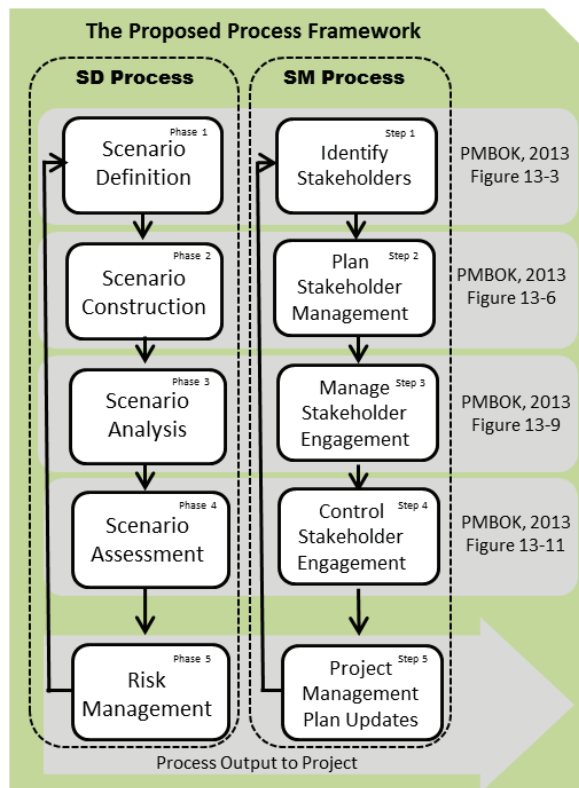 The Proposed Process Framework
SD Process
SM Process
Phase 1
Scenario
Definition
Step 1
Identify
Stakeholders
PMBOK, 2013
Figure 13-3
Phase 2
Scenario
Construction
Step 2
Plan
Stakeholder
Management
PMBOK, 2013
Figure 13-6
Phase 3
Scenario
Analysis
Step 3
Manage
Stakeholder
Engagement
PMBOK, 2013
Figure 13-9
Phase 4
Scenario
Assessment
Step 4
Control
Stakeholder
Engagement
PMBOK, 2013
Figure 13-11
Phase 5
Risk
Management
Step 5
Project
Management
Plan Updates
Process Output to Project